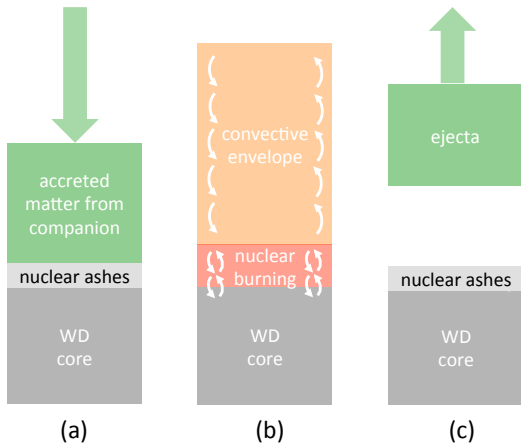 accreted
matter from
companion
nuclear ashes
WD
core
(a)
convective
envelope
nuclear
burning
WD
core
(b)
ejecta
nuclear ashes
WD
core
(c)